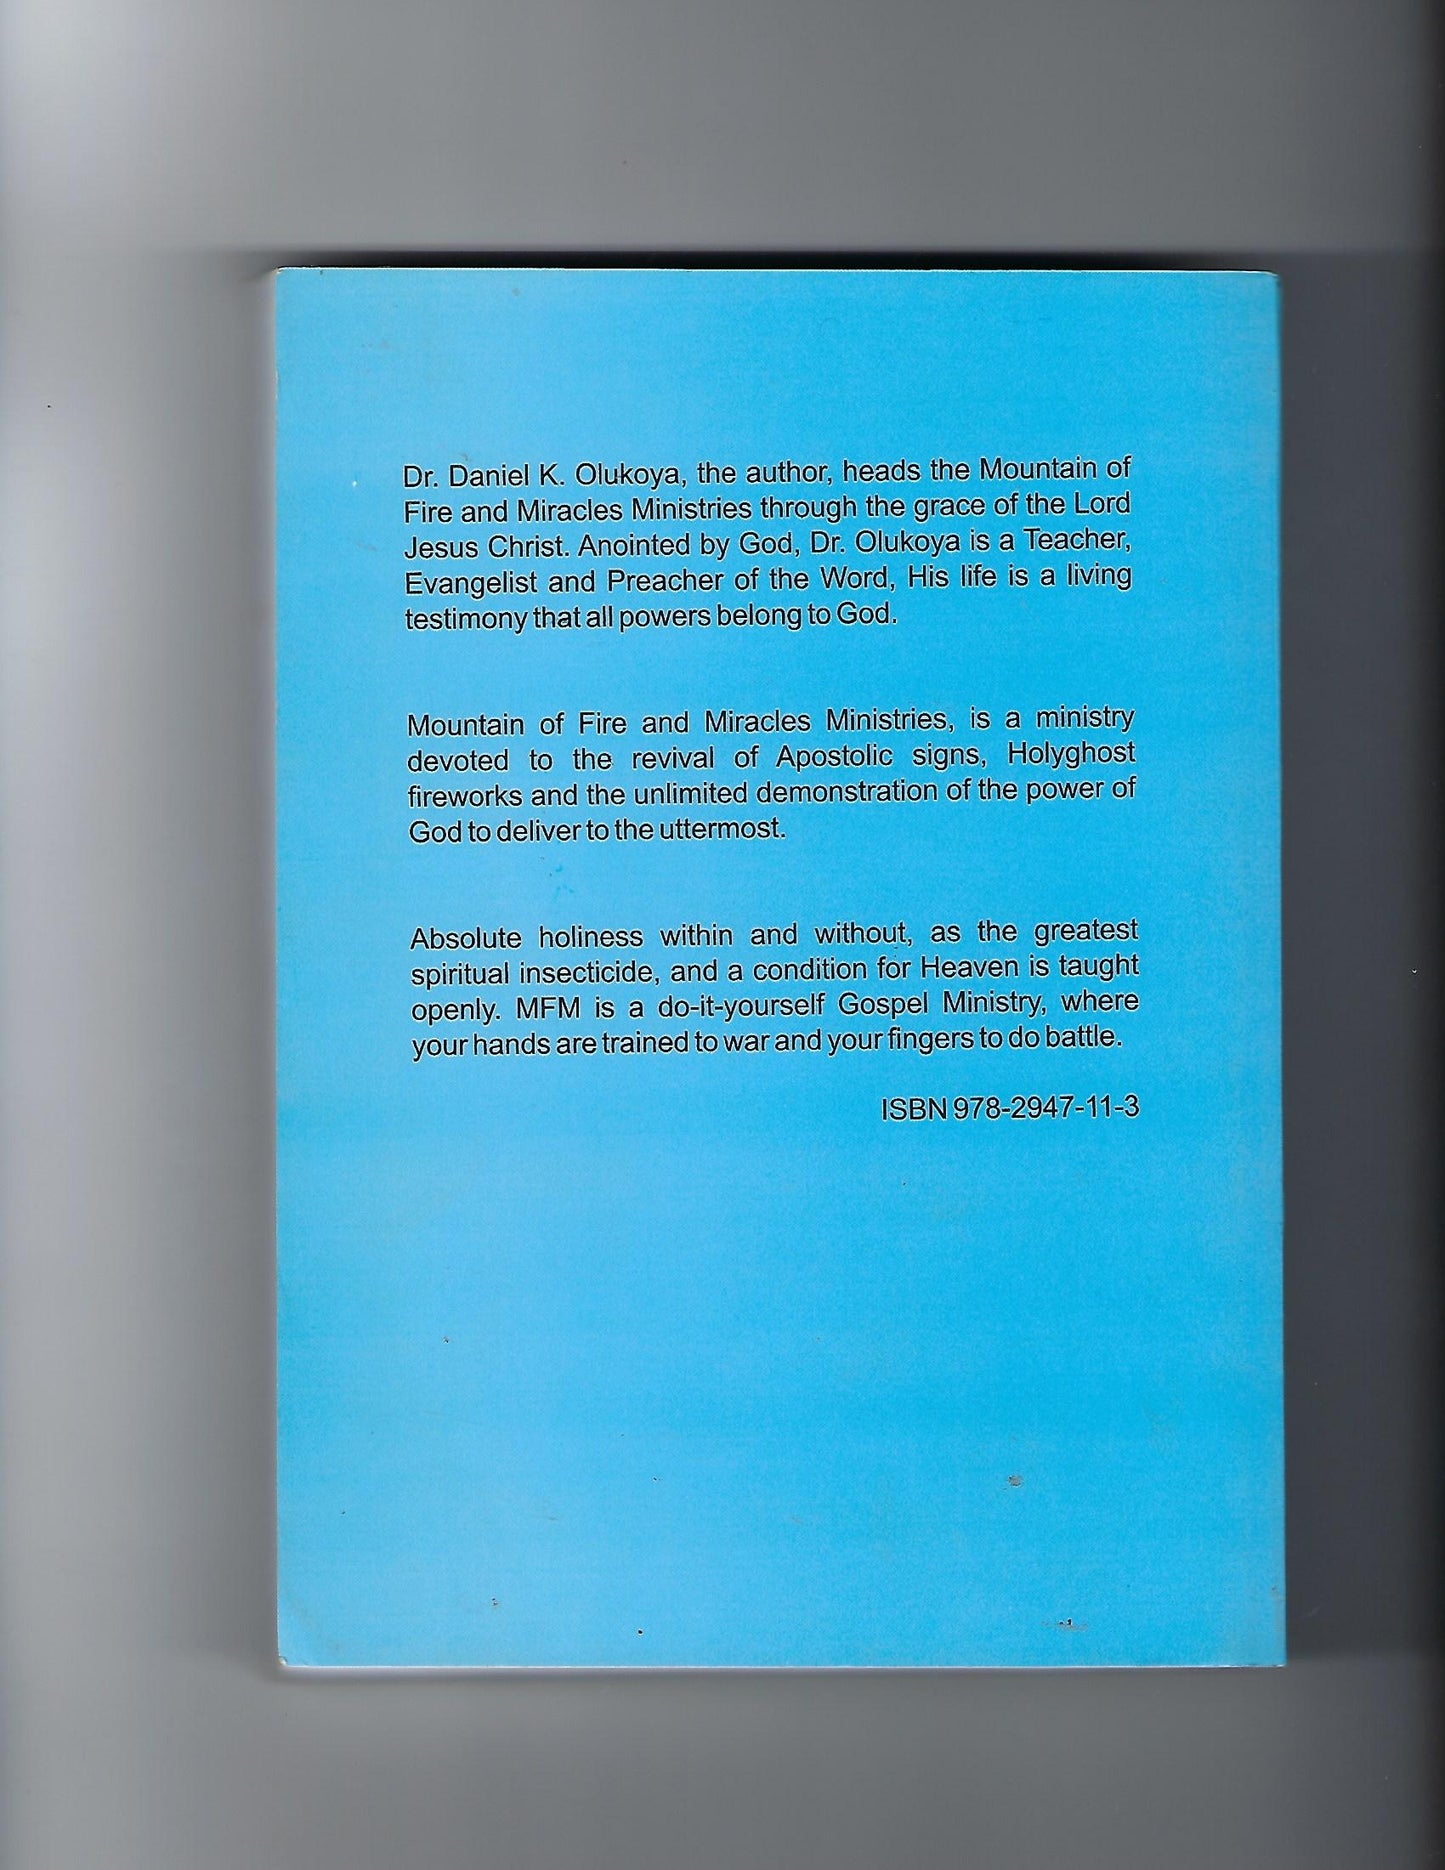 Dr. Daniel K. Olukoya, the author, heads the Mountain of
Fire and Miracles Ministries through the grace of the Lord
Jesus Christ. Anointed by God, Dr. Olukoya is a Teacher,
Evangelist and Preacher of the Word, His life is a living
testimony that all powers belong to God.
Mountain of Fire and Miracles Ministries, is a ministry
devoted to the revival of Apostolic signs, Holyghost
fireworks and the unlimited demonstration of the power of
God to deliver to the uttermost.
Absolute holiness within and without, as the greatest
spiritual insecticide, and a condition for Heaven is taught
openly. MFM is a do-it-yourself Gospel Ministry, where
your hands are trained to war and your fingers to do battle.
ISBN 978-2947-11-3